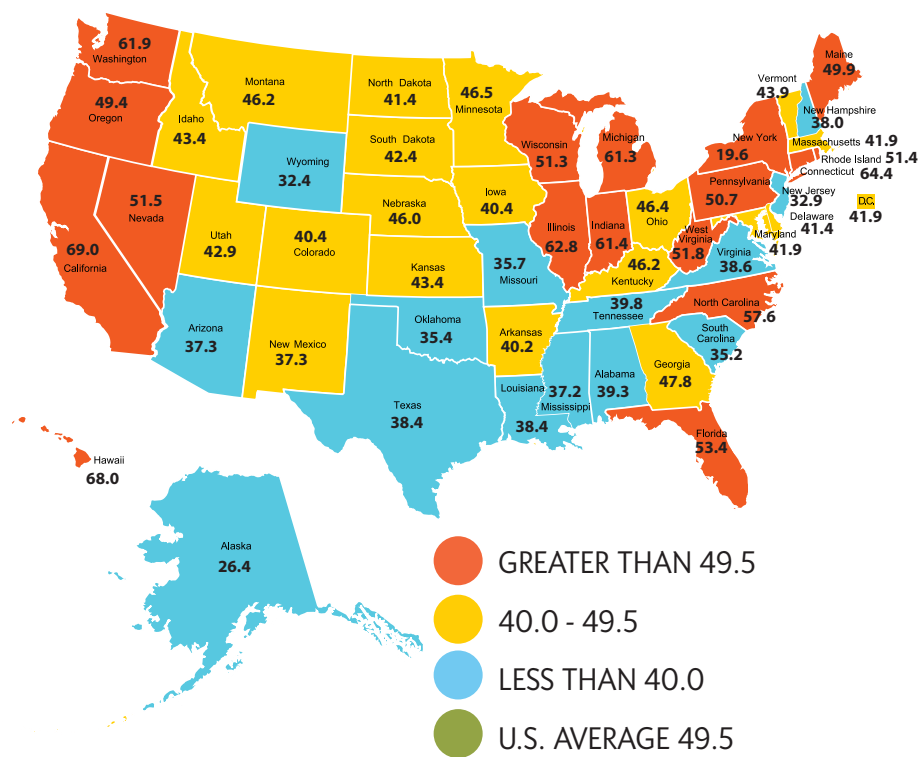 61.9
Washington
49.4
Oregon
Idaho
43.4
Montana
46.2
North Dakota
41.4
46.5
Minnesota
South Dakota
42.4
Wyoming
32.4
Wisconsin
51.3
Michigan
61.3
Vermont
43.9
Maine
49.9
New Hampshire
38.0
Massachusetts 41.9
New York
19.6
Rhode Island 51.4
Connecticut
64.4
Pennsylvania
50.7
New Jersey
32.9
D.C.
41.9
Delaware
41.4
Maryland
41.9
51.5
Nevada
69.0
California
Utah
42.9
40.4
Colorado
Nebraska
46.0
Iowa
40.4
Kansas
43.4
35.7
Missouri
Illinois
62.8
Indiana
61.4
46.4
Ohio
West
Virginia
51.8
Virginia
38.6
46.2
Kentucky
39.8
Tennessee
North Carolina
57.6
South
Carolina
35.2
Arizona
37.3
New Mexico
37.3
Oklahoma
35.4
Arkansas
40.2
Texas
38.4
Louisiana
38.4
37.2
Mississippi
Alabama
39.3
Georgia
47.8
Florida
53.4
Hawaii
68.0
Alaska
26.4
GREATER THAN 49.5
40.0 - 49.5
LESS THAN 40.0
U.S. AVERAGE 49.5